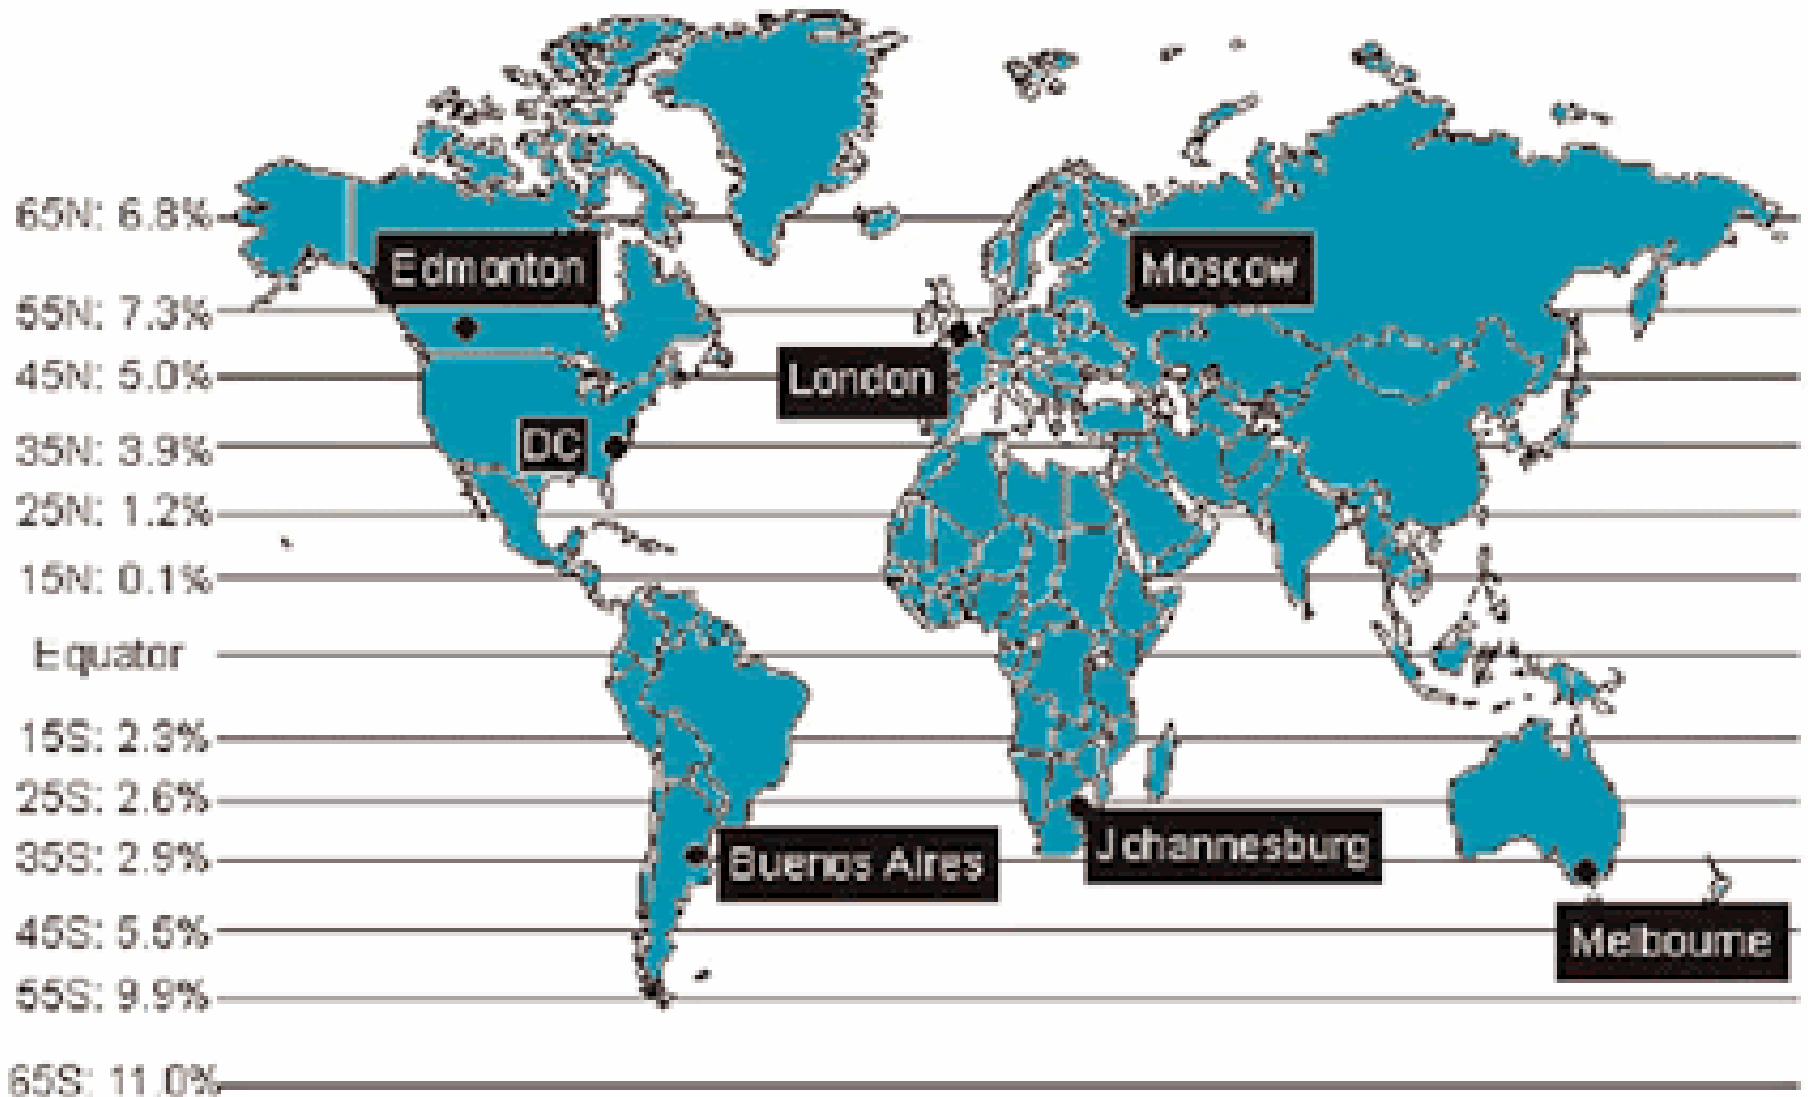 65N: 6.8%
Edmonton
Moscow
55N: 7.3%
London
45N: 5.0%
DC
35N: 3.9%
25N: 1.2%
15N: 0.1%
Equator
15S: 2.3%
25S: 2.6%
Johannesburg
35S: 2.9%
Buenos Aires
45S: 5.5%
Melbourne
55S: 9.9%
65S: 11.0%